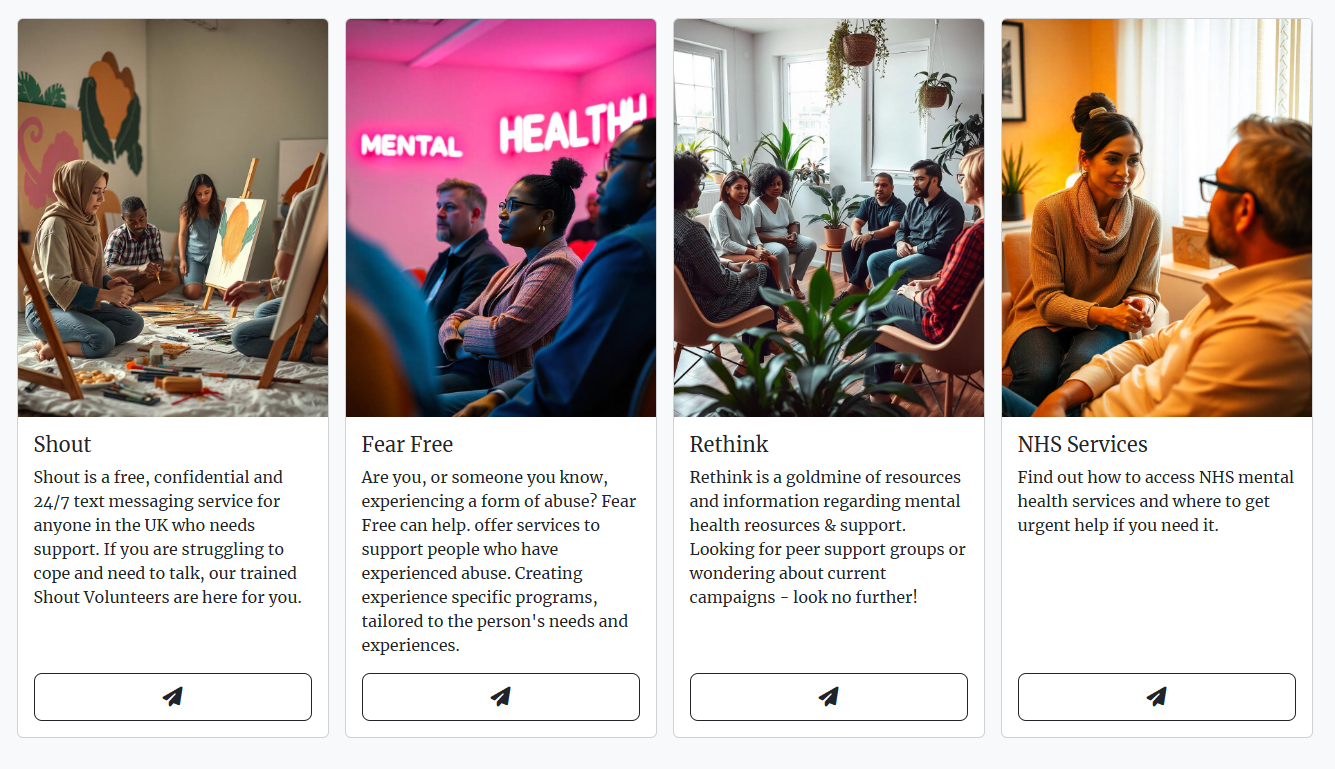 MENTAL
HEALTHH
Shout
Shout is a free, confidential and
24/7 text messaging service for
anyone in the UK who needs
support. If you are struggling to
cope and need to talk, our trained
Shout Volunteers are here for you.
Fear Free
Are you, or someone you know,
experiencing a form of abuse? Fear
Free can help. offer services to
support people who have
experienced abuse. Creating
experience specific programs,
tailored to the person's needs and
experiences.
Rethink
Rethink is a goldmine of resources
and information regarding mental
health reosurces & support.
Looking for peer support groups or
wondering about current
campaigns - look no further!
NHS Services
Find out how to access NHS mental
health services and where to get
urgent help if you need it.